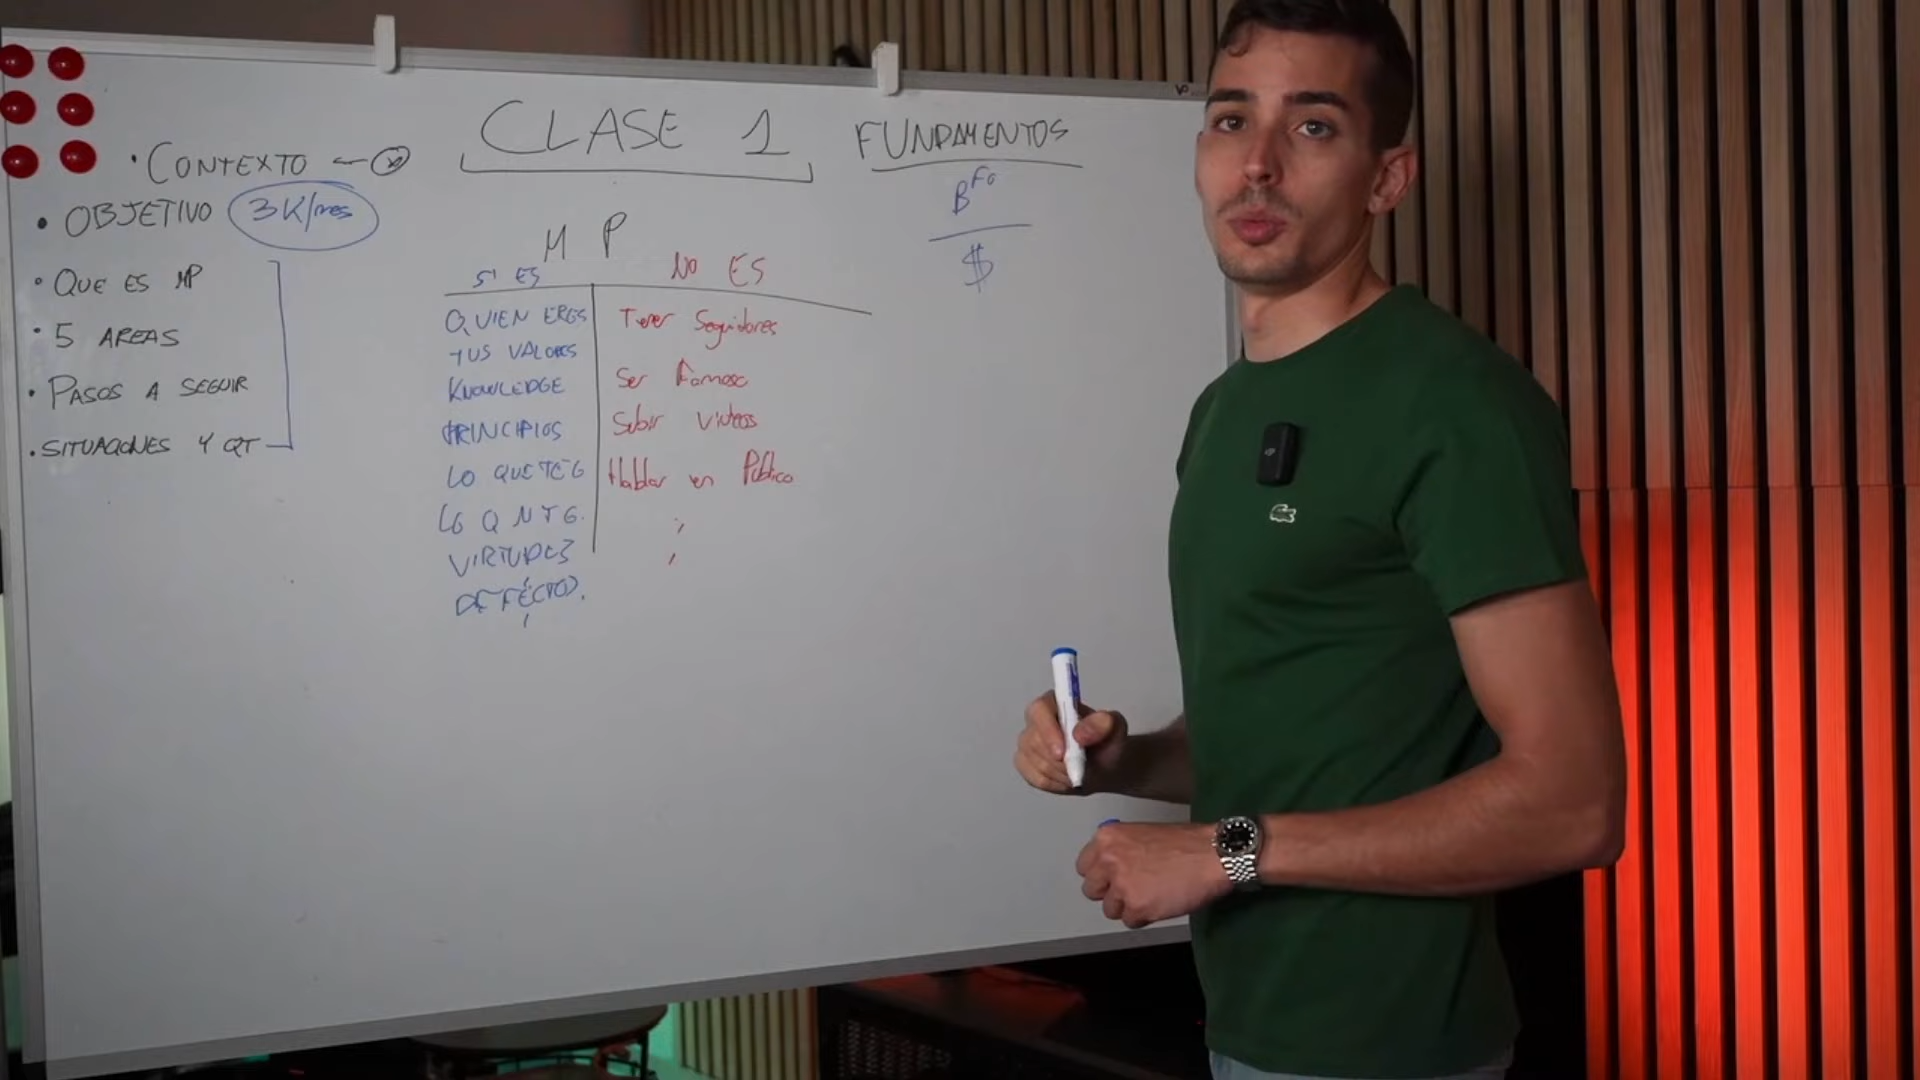 CLASE 1
FUNDAMENTOS
• CONTEXTO
• OBJETIVO 3K/mes
• QUE ES MP
• 5 AREAS
• PASOS A SEGUIR
• SITUACIONES Y QT
M P
SI ES
QUIEN ERES
TUS VALORES
KNOWLEDGE
PRINCIPIOS
LO QUE TE G
LO Q N T G.
VIRTUDES
DEFECTOS.
NO ES
Tener Seguidores
Ser Famoso
Subir Videos
Hablar en Público
B Fº
$